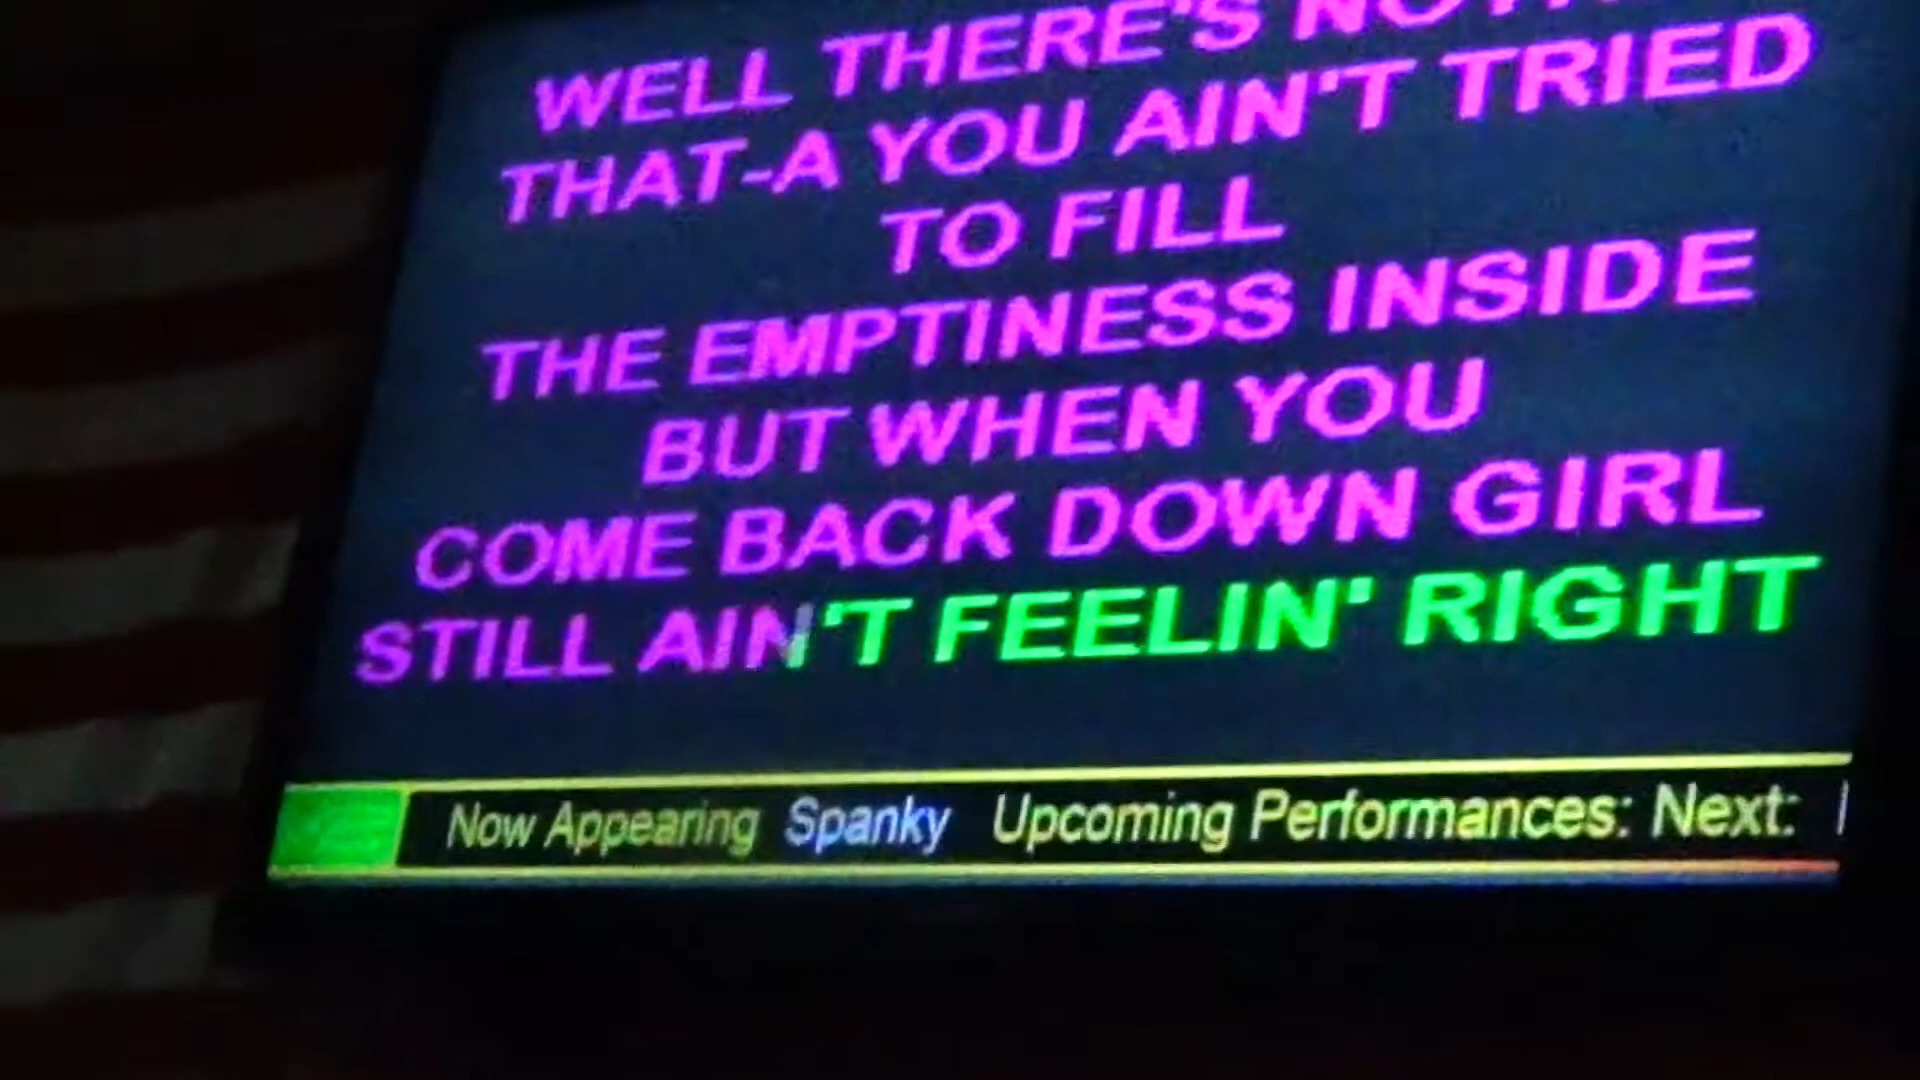 WELL THERE'S
THAT-A YOU AIN'T TRIED
TO FILL
THE EMPTINESS INSIDE
BUT WHEN YOU
COME BACK DOWN GIRL
STILL AIN'T FEELIN' RIGHT
Now Appearing Spanky Upcoming Performances: Next: